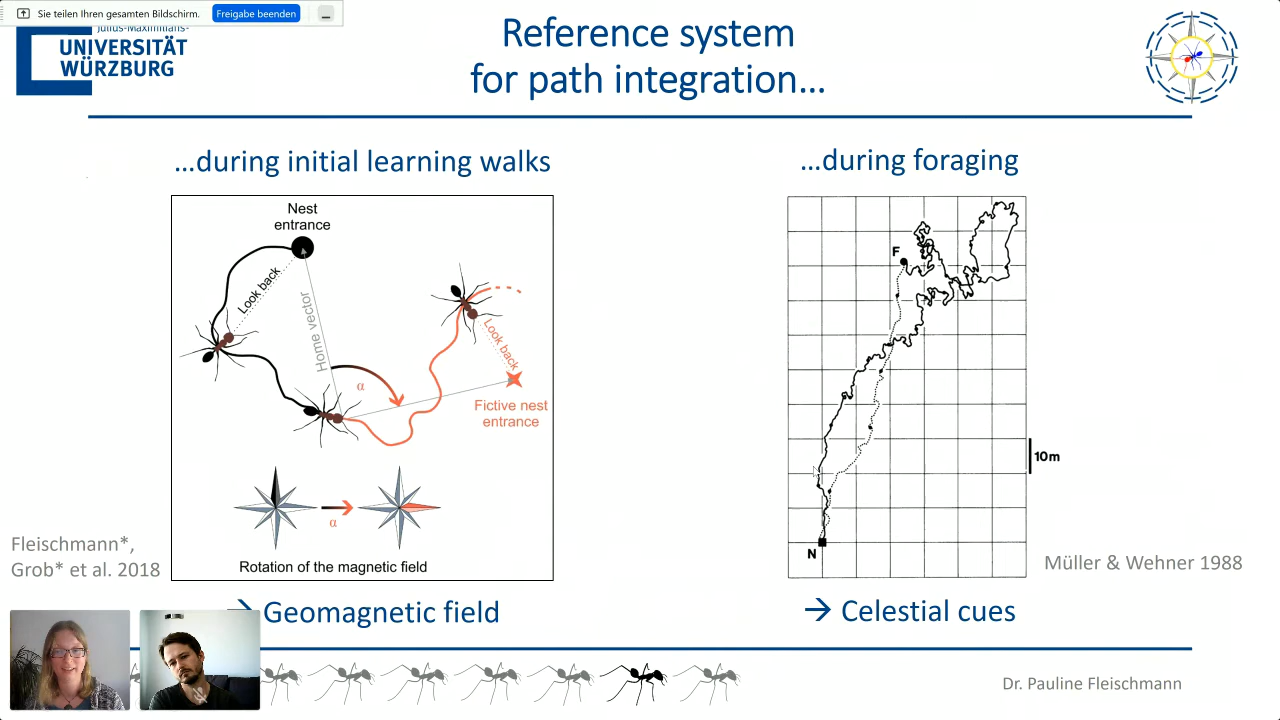 Sie teilen Ihren gesamten Bildschirm.
Freigabe beenden
Julius-Maximilians-
UNIVERSITÄT
WÜRZBURG
Reference system
for path integration...
...during initial learning walks
...during foraging
Nest
entrance
Look back
Home vector
α
Look back
Fictive nest
entrance
α
Rotation of the magnetic field
F
10m
N
Fleischmann*,
Grob* et al. 2018
Müller & Wehner 1988
→ Geomagnetic field
→ Celestial cues
Dr. Pauline Fleischmann